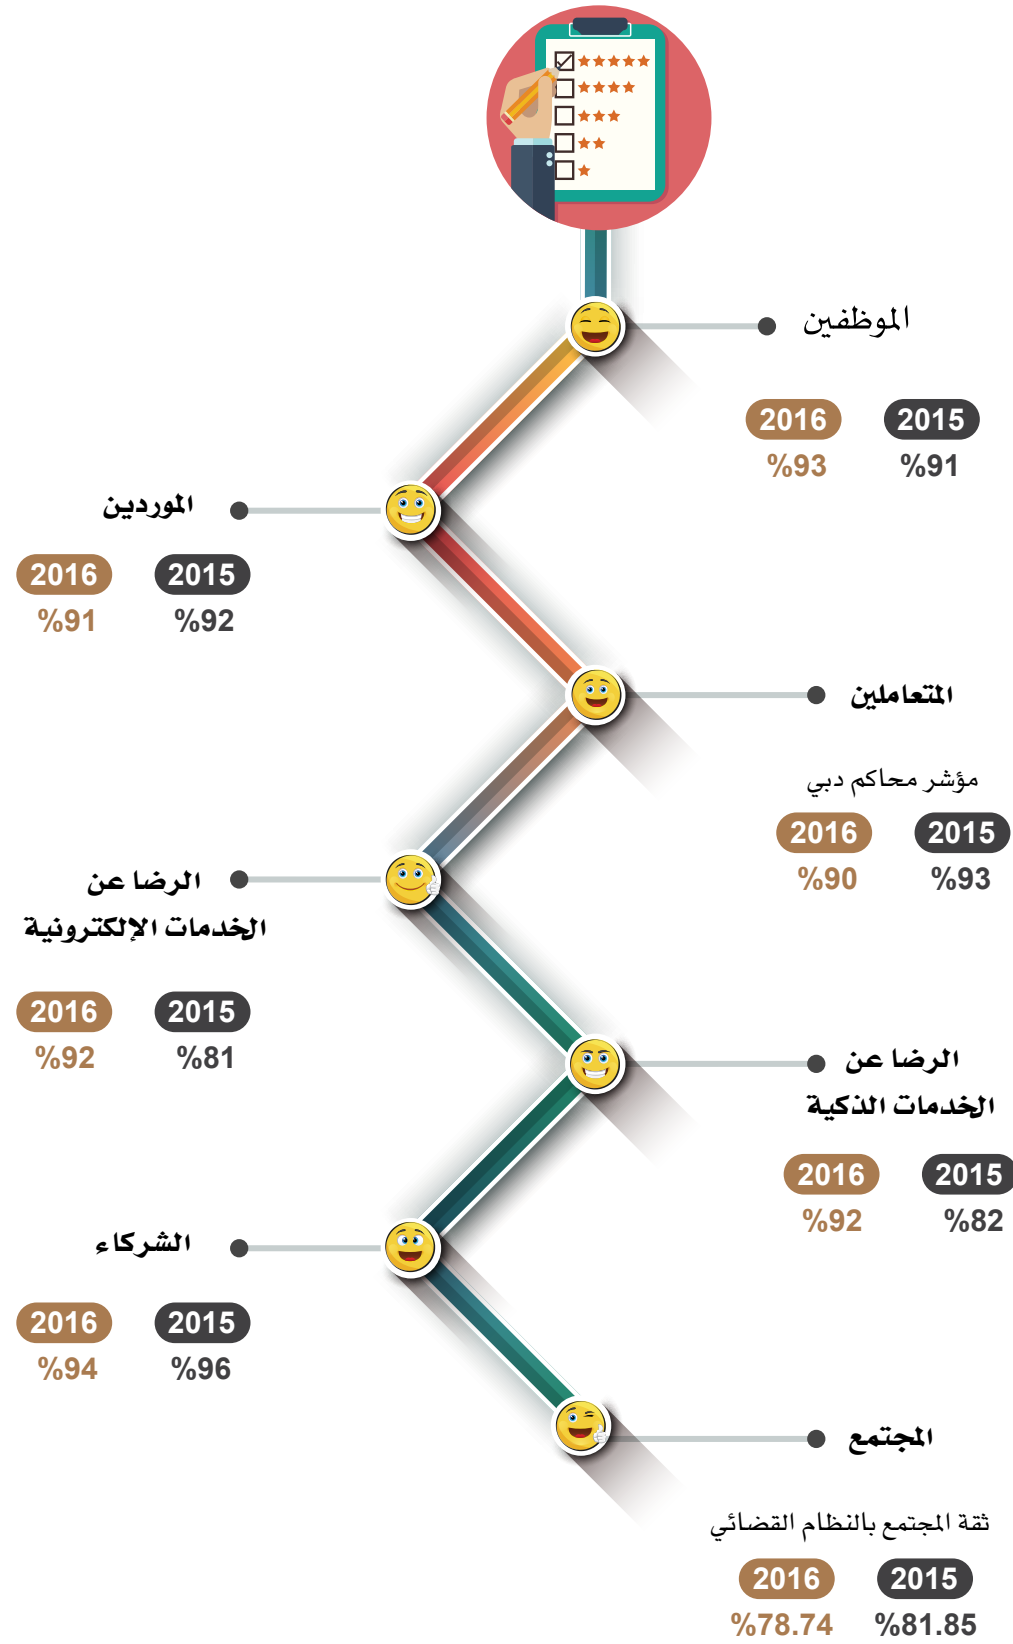 الموظفين
2015 2016
%91 %93
الموردين
2015 2016
%92 %91
المتعاملين
مؤشر محاكم دبي
2015 2016
%93 %90
الرضا عن
الخدمات الإلكترونية
2015 2016
%81 %92
الرضا عن
الخدمات الذكية
2015 2016
%82 %92
الشركاء
2015 2016
%96 %94
المجتمع
ثقة المجتمع بالنظام القضائي
2015 2016
%81.85 %78.74